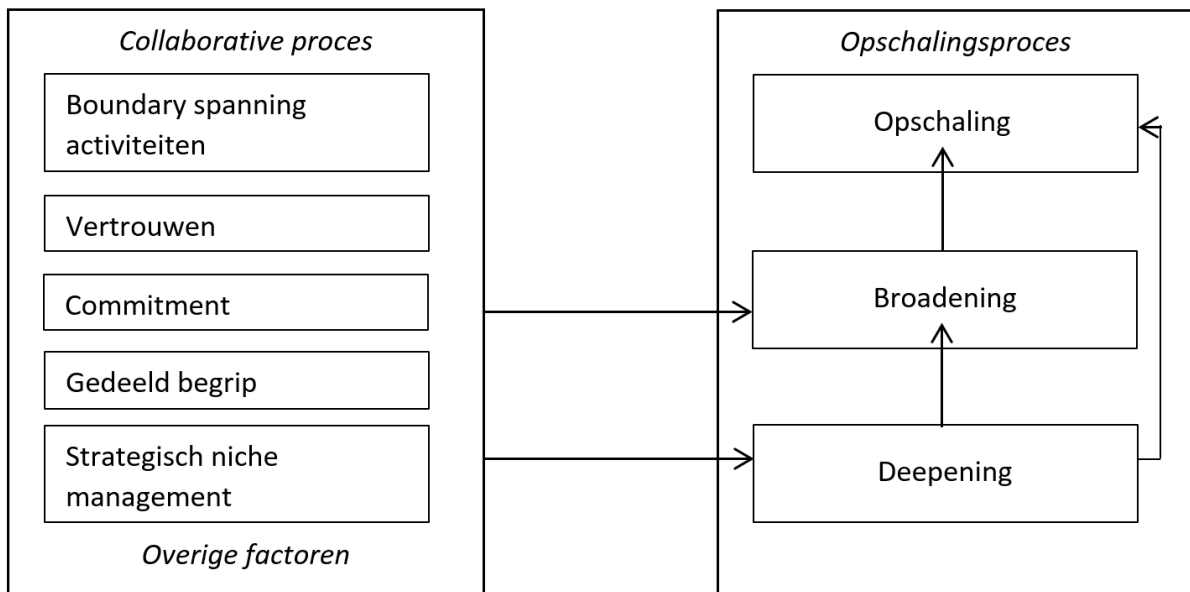 Collaborative proces
Boundary spanning
activiteiten
Vertrouwen
Commitment
Gedeeld begrip
Strategisch niche
management
Overige factoren
Opschalingsproces
Opschaling
Broadening
Deepening